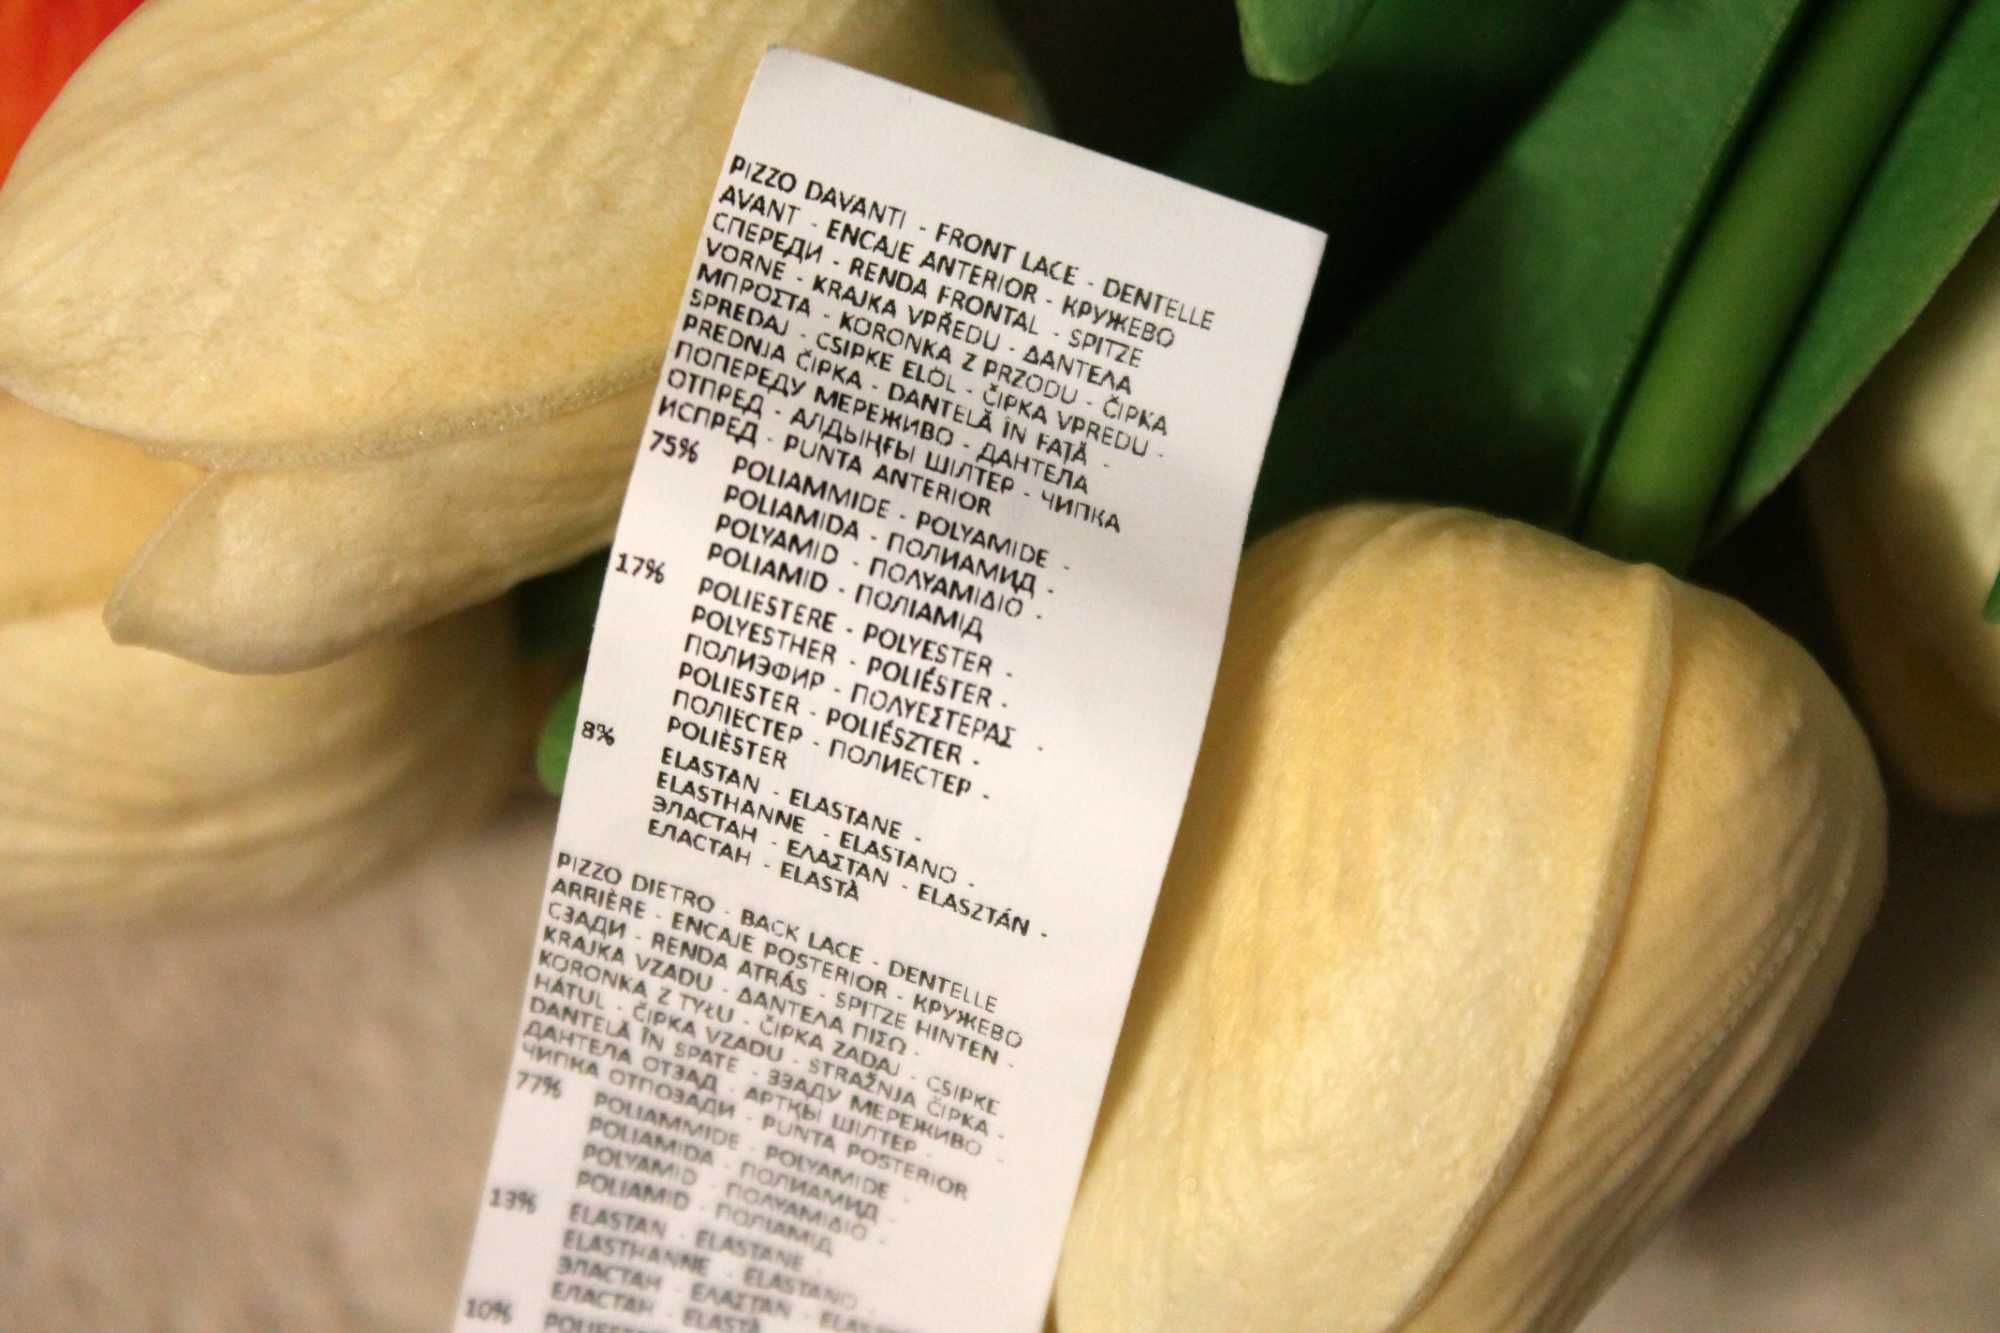 PIZZO DAVANTI - FRONT LACE - DENTELLE
AVANT - ENCAJE ANTERIOR - КРУЖЕВО
СПЕРЕДИ - RENDA FRONTAL - SPITZE
VORNE - KRAJKA VPŘEDU - ΔΑΝΤΕΛΑ
ΜΠΡΟΣΤΑ - KORONKA Z PRZODU - ČIPKA
SPREDAJ - CSIPKE ELÖL - ČIPKA VPREDU -
PREDNJA ČIPKA - DANTELĂ ÎN FAȚĂ -
ПОПЕРЕДУ МЕРЕЖИВО - ДАНТЕЛА
ОТПРЕД - АЛДЫҢҒЫ ШІЛТЕР - ЧИПКА
ИСПРЕД - PUNTA ANTERIOR
75% POLIAMMIDE - POLYAMIDE -
POLIAMIDA - ПОЛИАМИД -
POLYAMID - ΠΟΛΥΑΜΙΔΙΟ -
POLIAMID - ПОЛІАМІД
17% POLIESTERE - POLYESTER -
POLYESTHER - POLIÉSTER -
ПОЛИЭФИР - ΠΟΛΥΕΣΤΕΡΑΣ -
POLIESTER - POLIÉSZTER -
ПОЛІЕСТЕР - ПОЛИЕСТЕР -
POLIÈSTER
8% ELASTAN - ELASTANE -
ELASTHANNE - ELASTANO -
ЭЛАСТАН - ΕΛΑΣΤΑΝ - ELASZTÁN -
ЕЛАСТАН - ELASTÀ
PIZZO DIETRO - BACK LACE - DENTELLE
ARRIÈRE - ENCAJE POSTERIOR - КРУЖЕВО
СЗАДИ - RENDA ATRÁS - SPITZE HINTEN -
KRAJKA VZADU - ΔΑΝΤΕΛΑ ΠΙΣΩ -
KORONKA Z TYŁU - ČIPKA ZADAJ - CSIPKE
HÁTUL - ČIPKA VZADU - STRAŽNJA ČIPKA -
DANTELĂ ÎN SPATE - ЗЗАДУ МЕРЕЖИВО -
ДАНТЕЛА ОТЗАД - АРТҚЫ ШІЛТЕР -
ЧИПКА ОТПОЗАДИ - PUNTA POSTERIOR
77% POLIAMMIDE - POLYAMIDE -
POLIAMIDA - ПОЛИАМИД -
POLYAMID - ΠΟΛΥΑΜΙΔΙΟ -
POLIAMID - ПОЛІАМІД
13% ELASTAN - ELASTANE -
ELASTHANNE - ELASTANO -
ЭЛАСТАН - ΕΛΑΣΤΑΝ
ЕЛАСТАН - ELASTÀ
10%